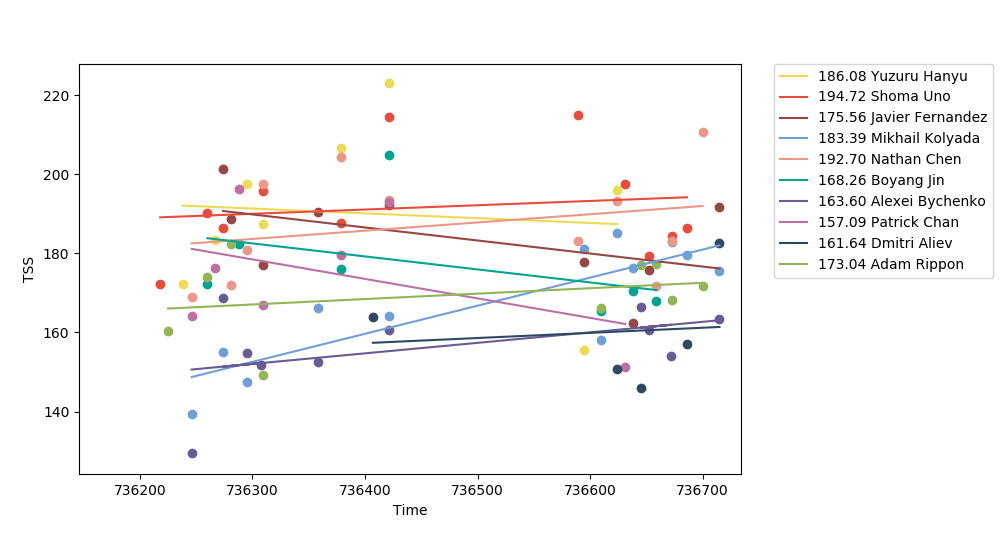 220
200
180
160
140
TSS
736200
736300
736400
736500
736600
736700
Time
186.08 Yuzuru Hanyu
194.72 Shoma Uno
175.56 Javier Fernandez
183.39 Mikhail Kolyada
192.70 Nathan Chen
168.26 Boyang Jin
163.60 Alexei Bychenko
157.09 Patrick Chan
161.64 Dmitri Aliev
173.04 Adam Rippon